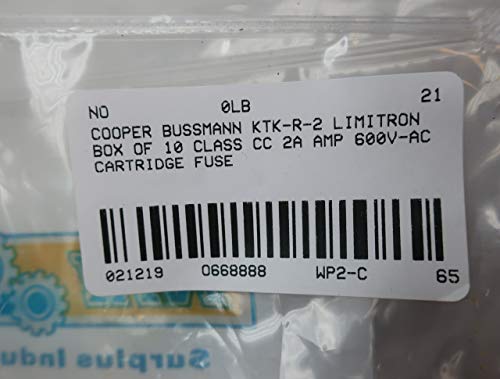 NO 0LB 21
COOPER BUSSMANN KTK-R-2 LIMITRON
BOX OF 10 CLASS CC 2A AMP 600V-AC
CARTRIDGE FUSE
021219 0668888 WP2-C 65
Surplus Indu